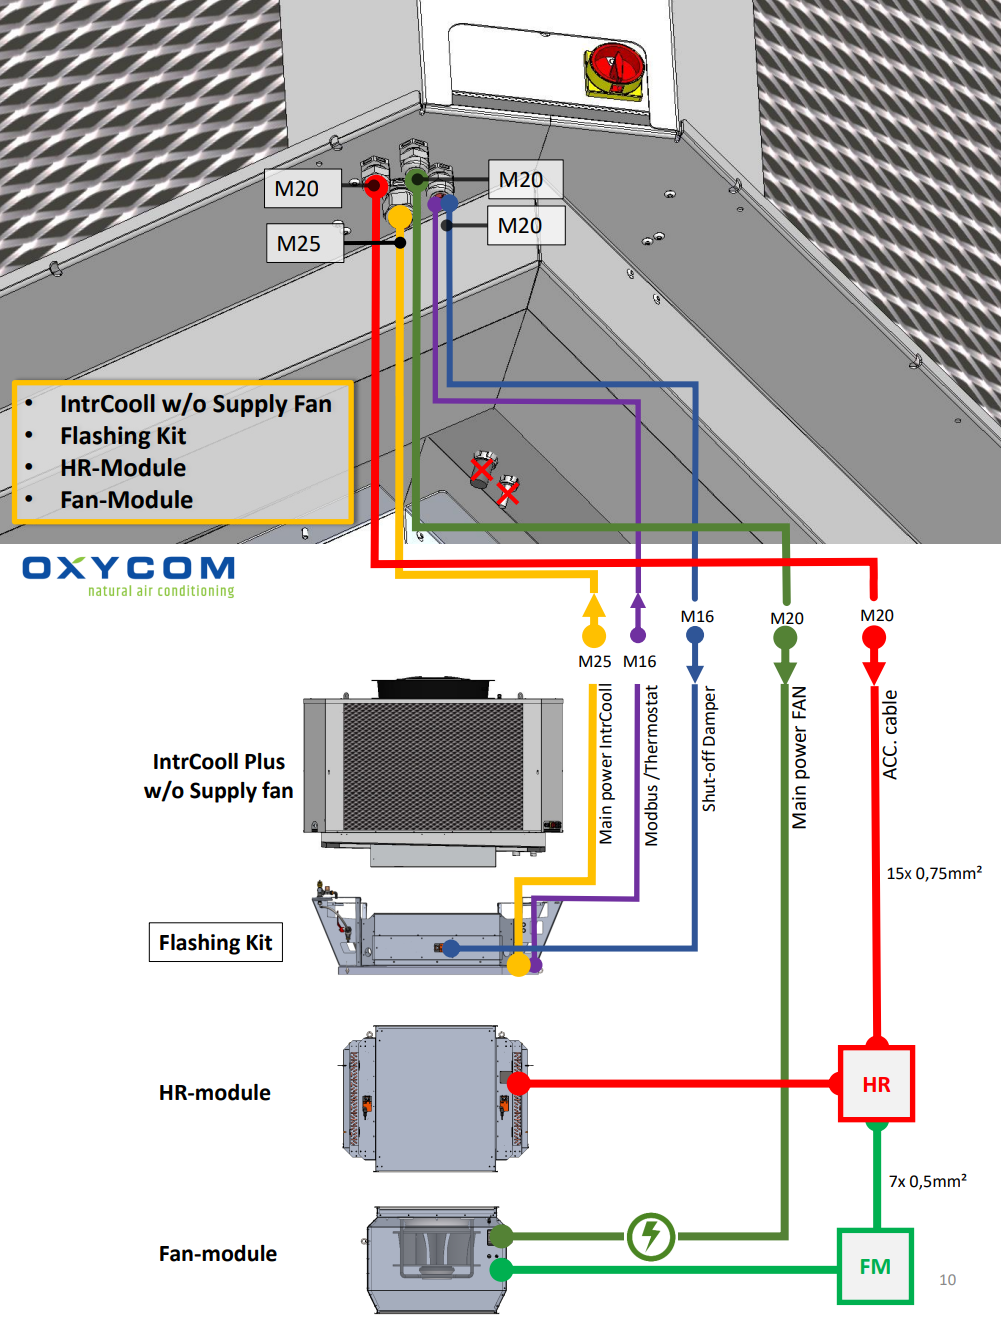 M20
M20
M25
M20
• IntrCooll w/o Supply Fan
• Flashing Kit
• HR-Module
• Fan-Module
OXYCOM
natural air conditioning
M25
M16
M16
M20
M20
Main power IntrCooll
Modbus /Thermostat
Shut-off Damper
Main power FAN
ACC. cable
IntrCooll Plus
w/o Supply fan
15x 0,75mm²
Flashing Kit
HR-module
HR
7x 0,5mm²
Fan-module
FM
10